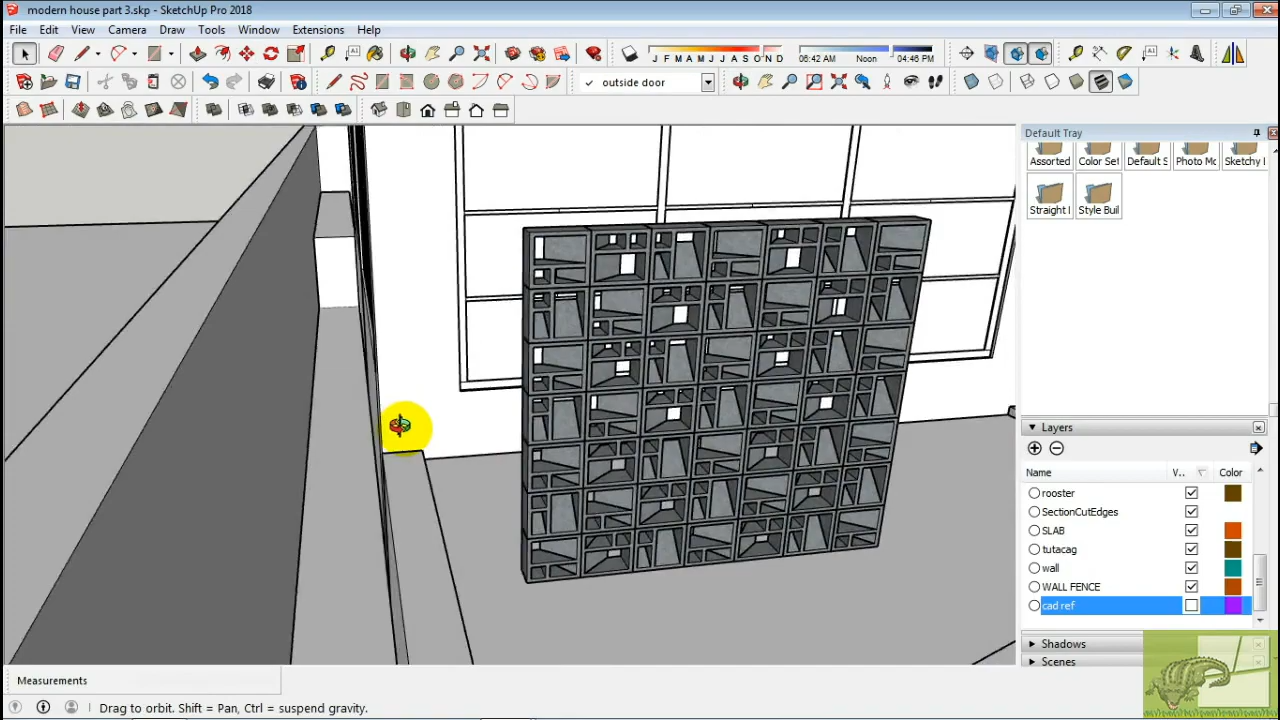 modern house part 3.skp - SketchUp Pro 2018
File Edit View Camera Draw Tools Window Extensions Help
J F M A M J J A S O N D 06:42 AM Noon 04:46 PM
outside door
Default Tray
Assorted Color Set Default S Photo Mo Sketchy
Straight Style Buil
Layers
Name V.. Color
rooster
SectionCutEdges
SLAB
tutacag
wall
WALL FENCE
cad ref
Shadows
Scenes
Measurements
Drag to orbit. Shift = Pan, Ctrl = suspend gravity.